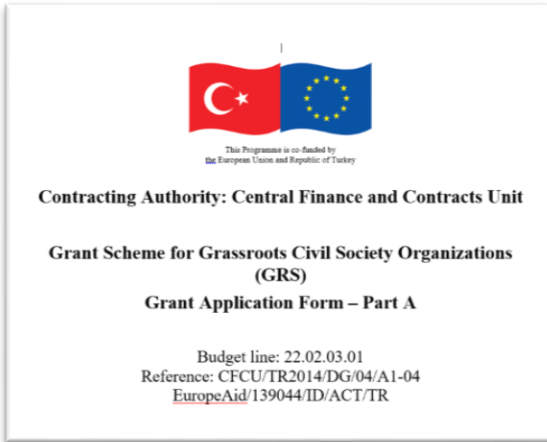 This Programme is co-funded by
the European Union and Republic of Turkey
Contracting Authority: Central Finance and Contracts Unit
Grant Scheme for Grassroots Civil Society Organizations
(GRS)
Grant Application Form – Part A
Budget line: 22.02.03.01
Reference: CFCU/TR2014/DG/04/A1-04
EuropeAid/139044/ID/ACT/TR